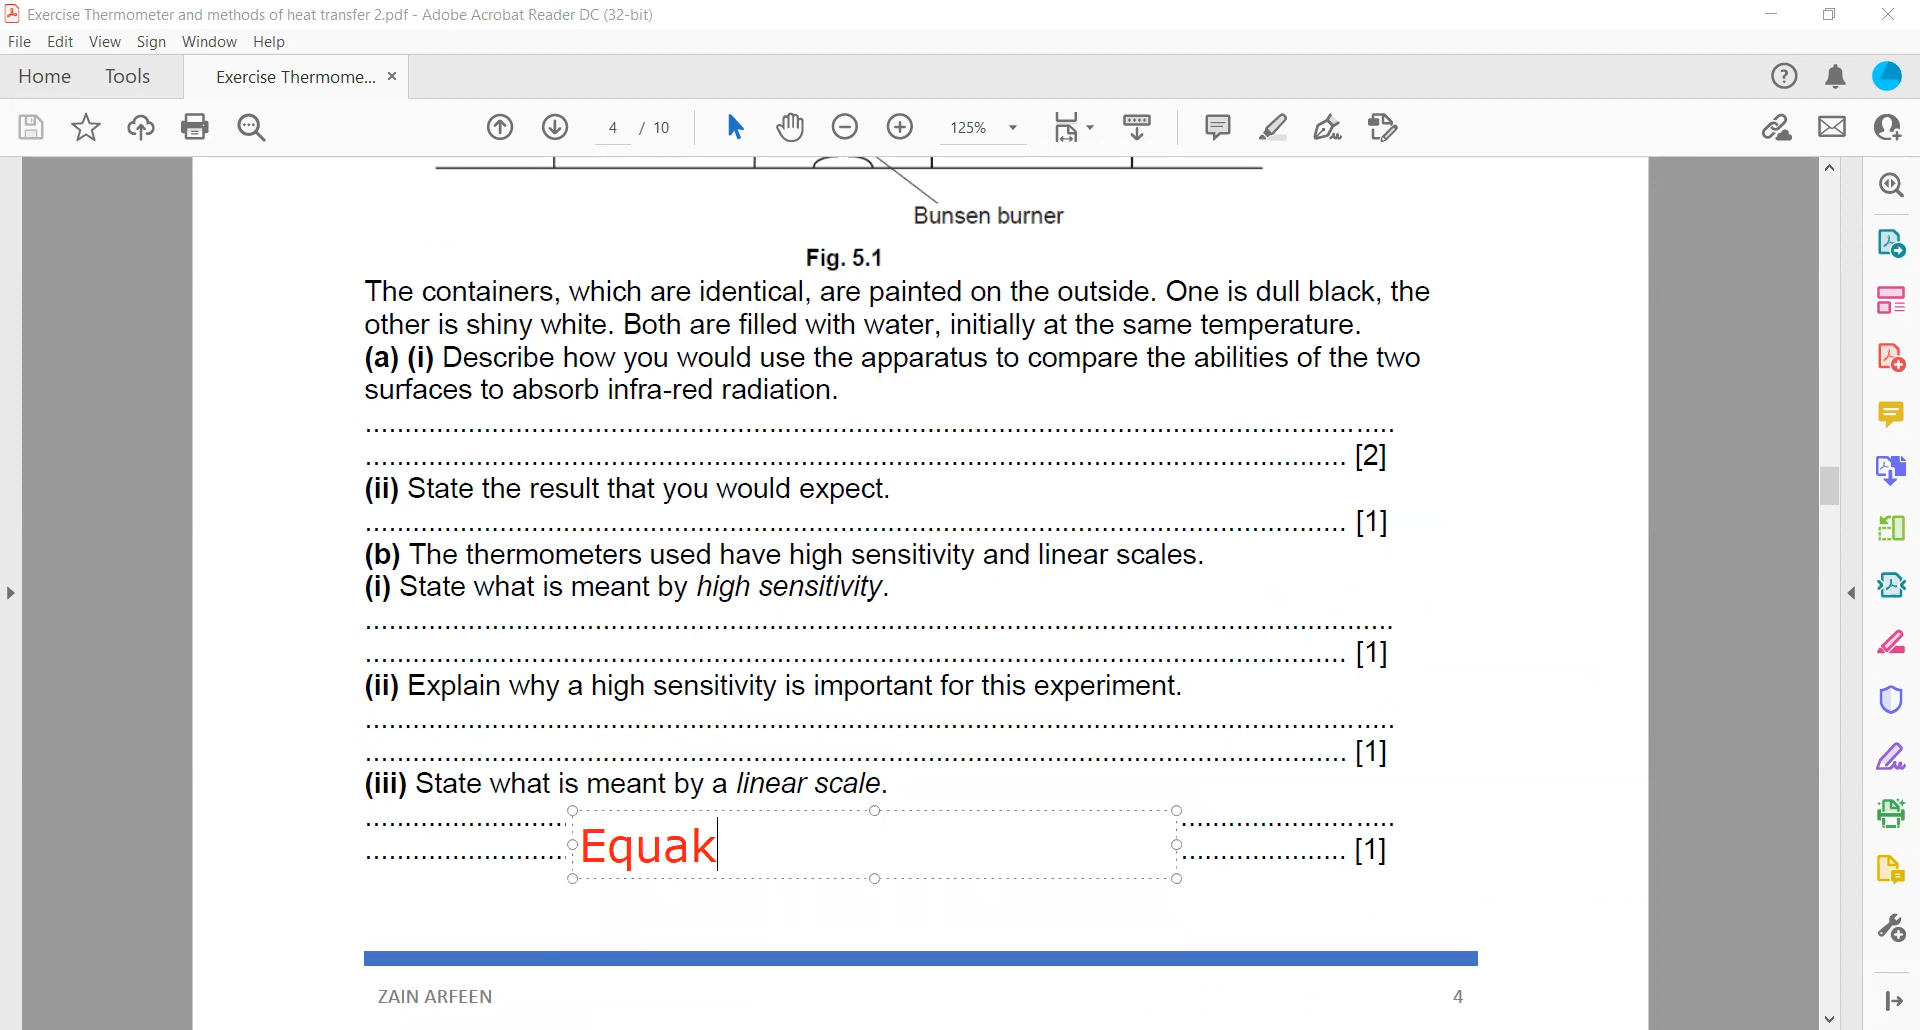 Exercise Thermometer and methods of heat transfer 2.pdf - Adobe Acrobat Reader DC (32-bit)
File Edit View Sign Window Help
Home Tools Exercise Thermome... ×
4 / 10 125%
Bunsen burner
Fig. 5.1
The containers, which are identical, are painted on the outside. One is dull black, the
other is shiny white. Both are filled with water, initially at the same temperature.
(a) (i) Describe how you would use the apparatus to compare the abilities of the two
surfaces to absorb infra-red radiation.
[2]
(ii) State the result that you would expect.
[1]
(b) The thermometers used have high sensitivity and linear scales.
(i) State what is meant by high sensitivity.
[1]
(ii) Explain why a high sensitivity is important for this experiment.
[1]
(iii) State what is meant by a linear scale.
Equak
[1]
ZAIN ARFEEN 4